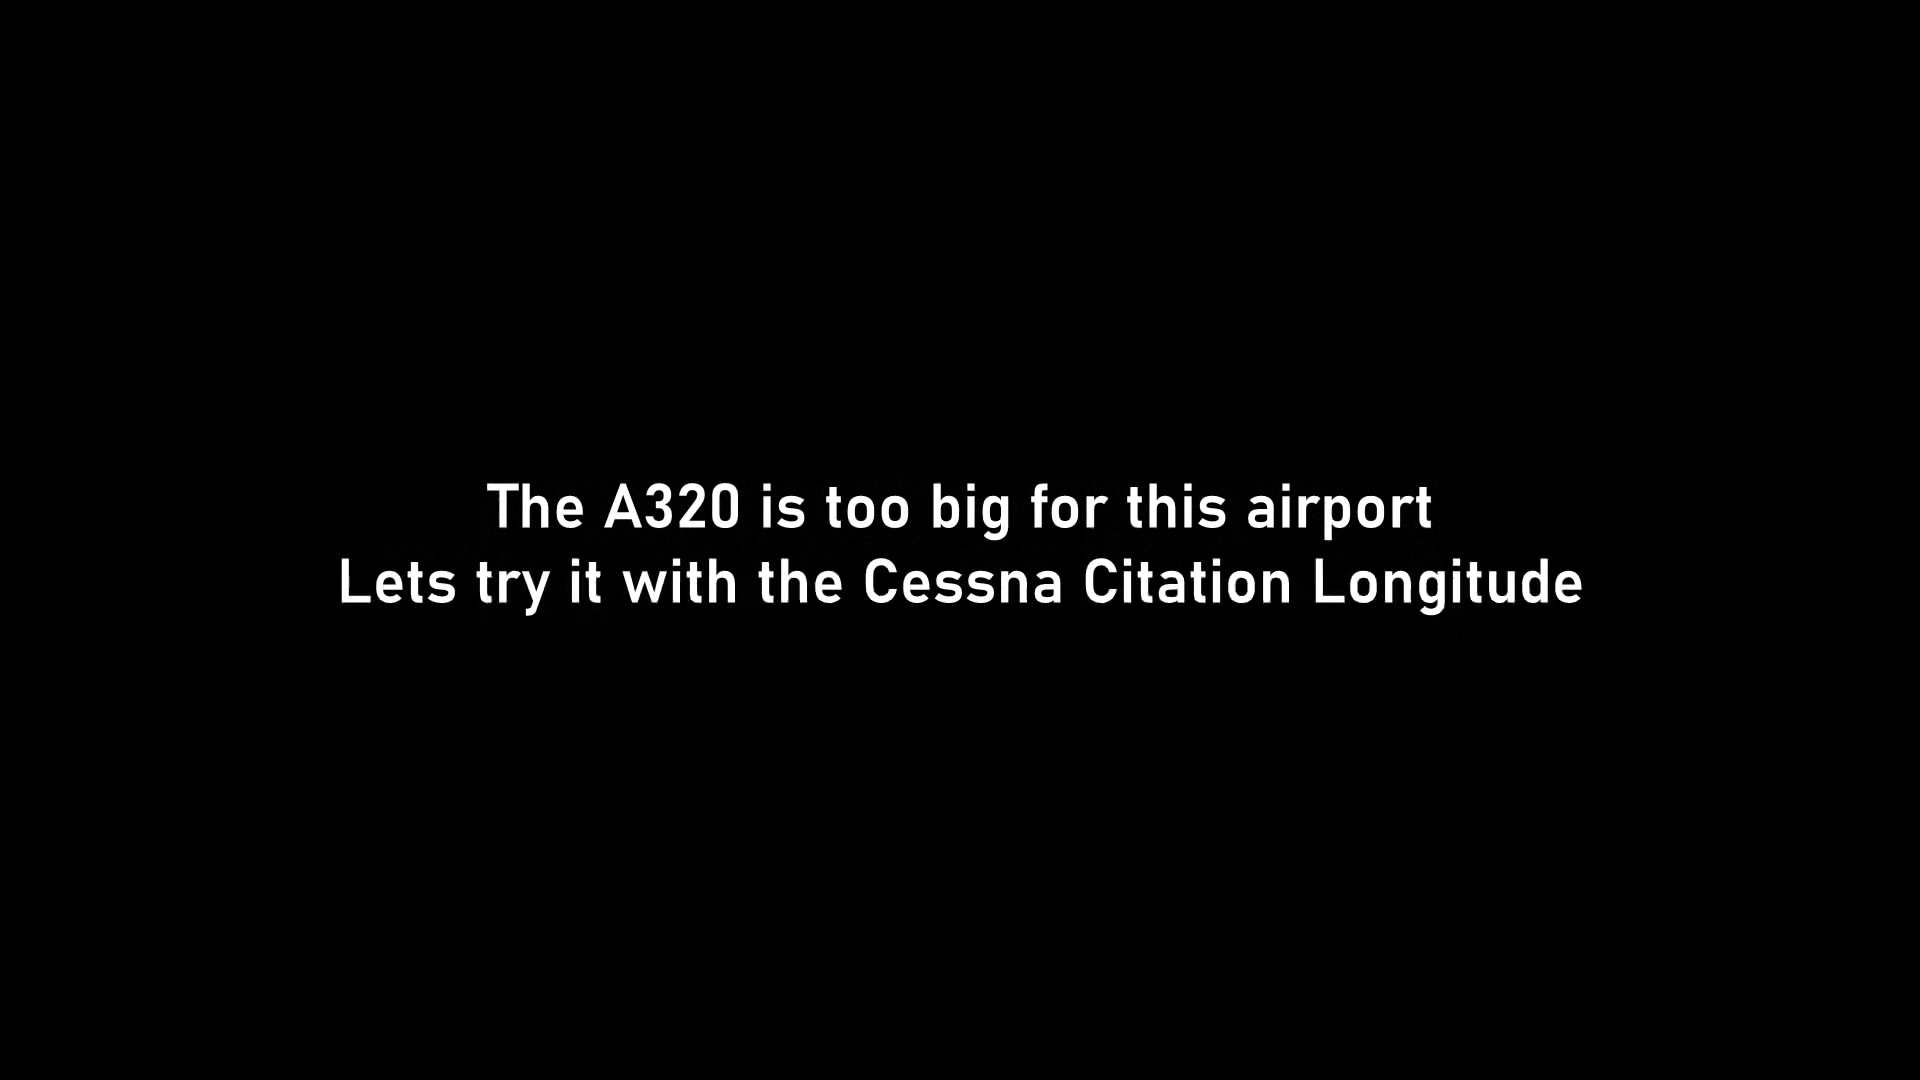 The A320 is too big for this airport
Lets try it with the Cessna Citation Longitude